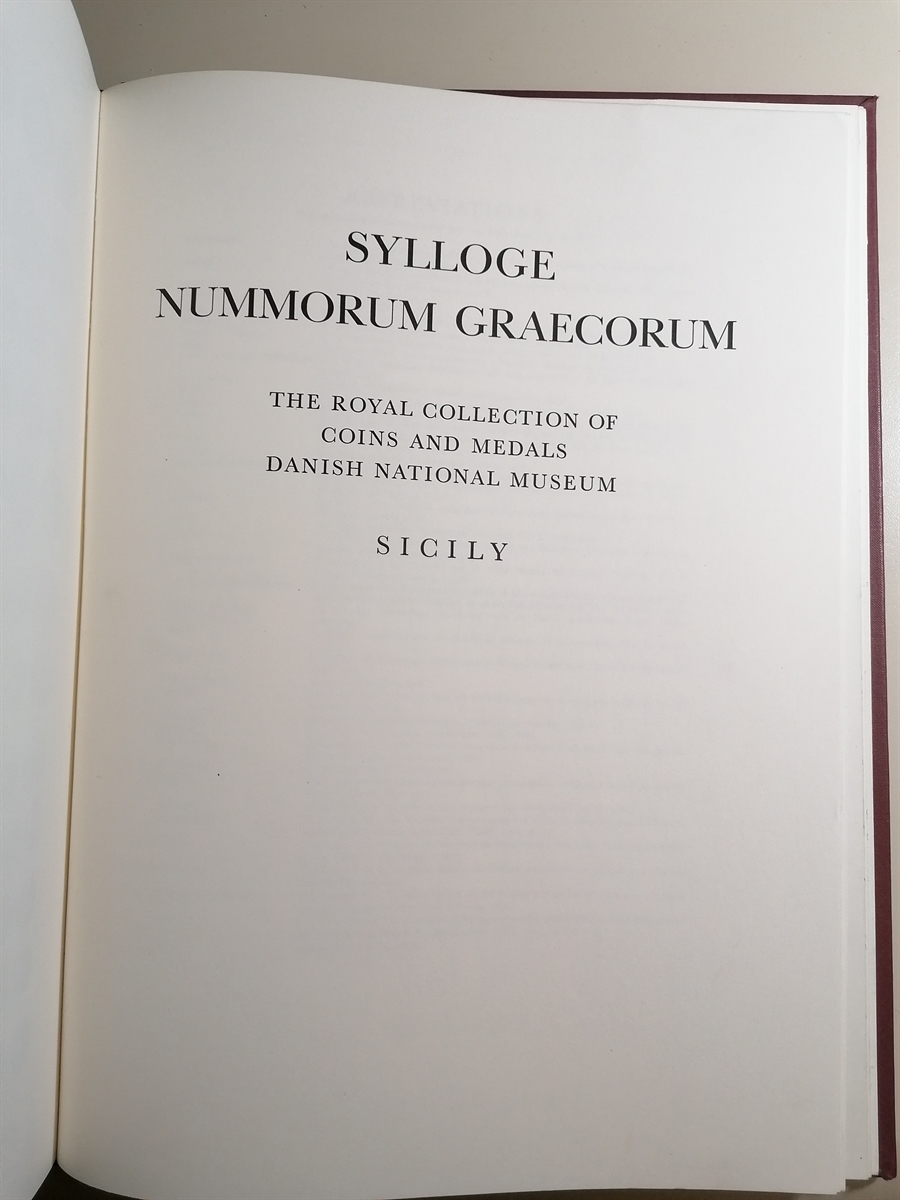 SYLLOGE
NUMMORUM GRAECORUM
THE ROYAL COLLECTION OF
COINS AND MEDALS
DANISH NATIONAL MUSEUM
SICILY